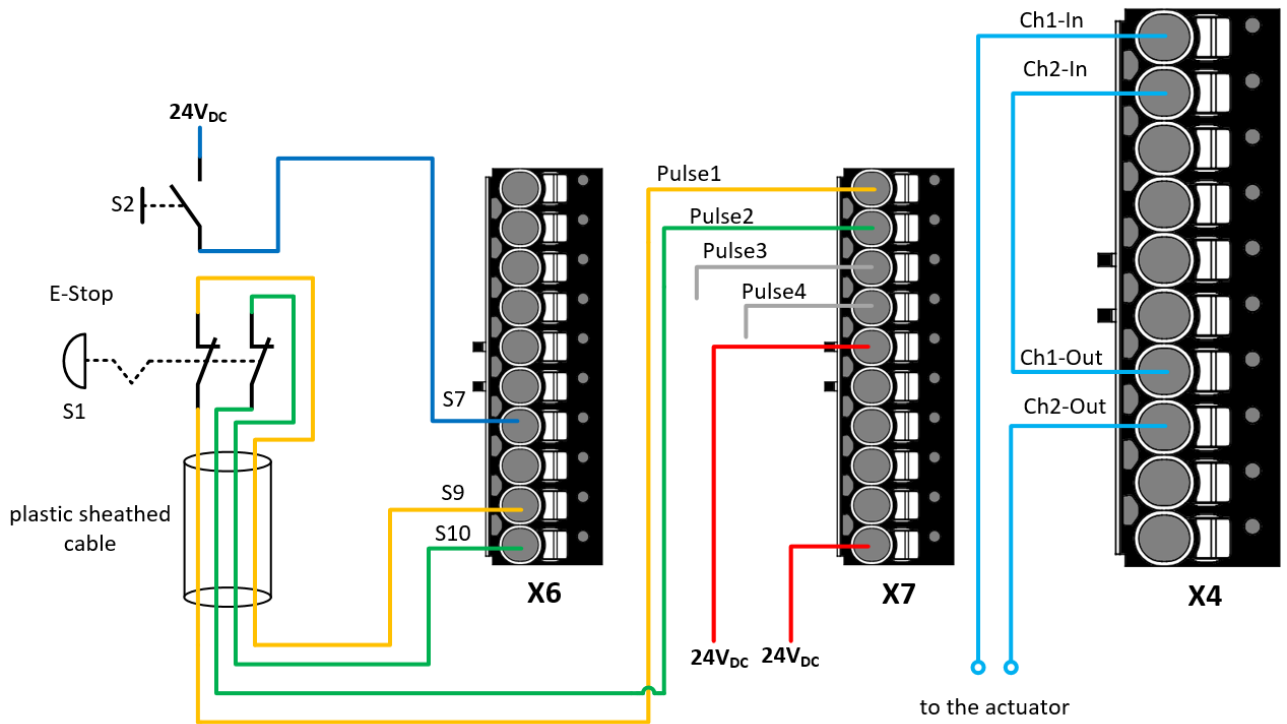 Ch1-In
Ch2-In
24VDC
S2
Pulse1
Pulse2
Pulse3
Pulse4
E-Stop
S1
S7
Ch1-Out
Ch2-Out
plastic sheathed
cable
S9
S10
X6
X7
X4
24VDC
24VDC
to the actuator